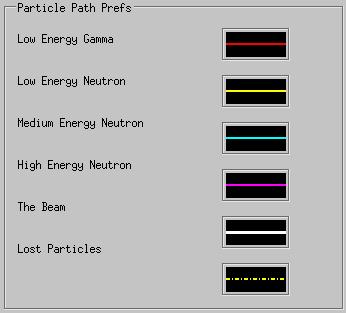 Particle Path Prefs
Low Energy Gamma
Low Energy Neutron
Medium Energy Neutron
High Energy Neutron
The Beam
Lost Particles